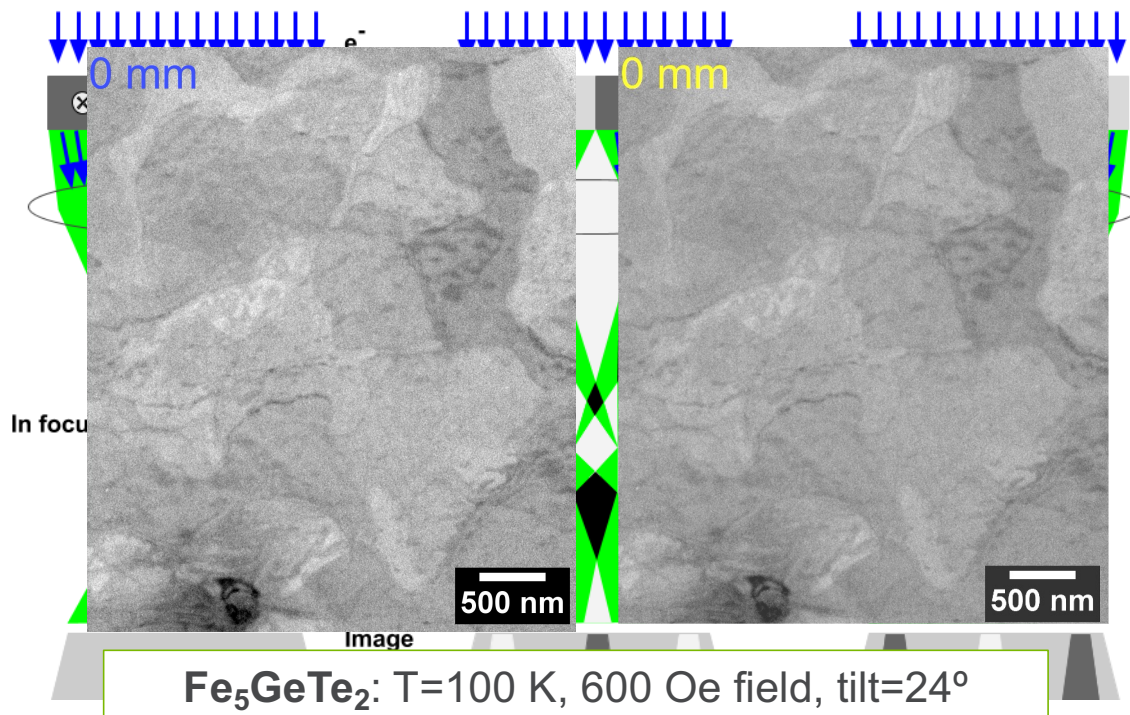 e-
0 mm
0 mm
⊗
In focu
500 nm
500 nm
Image
Fe₅GeTe₂: T=100 K, 600 Oe field, tilt=24º